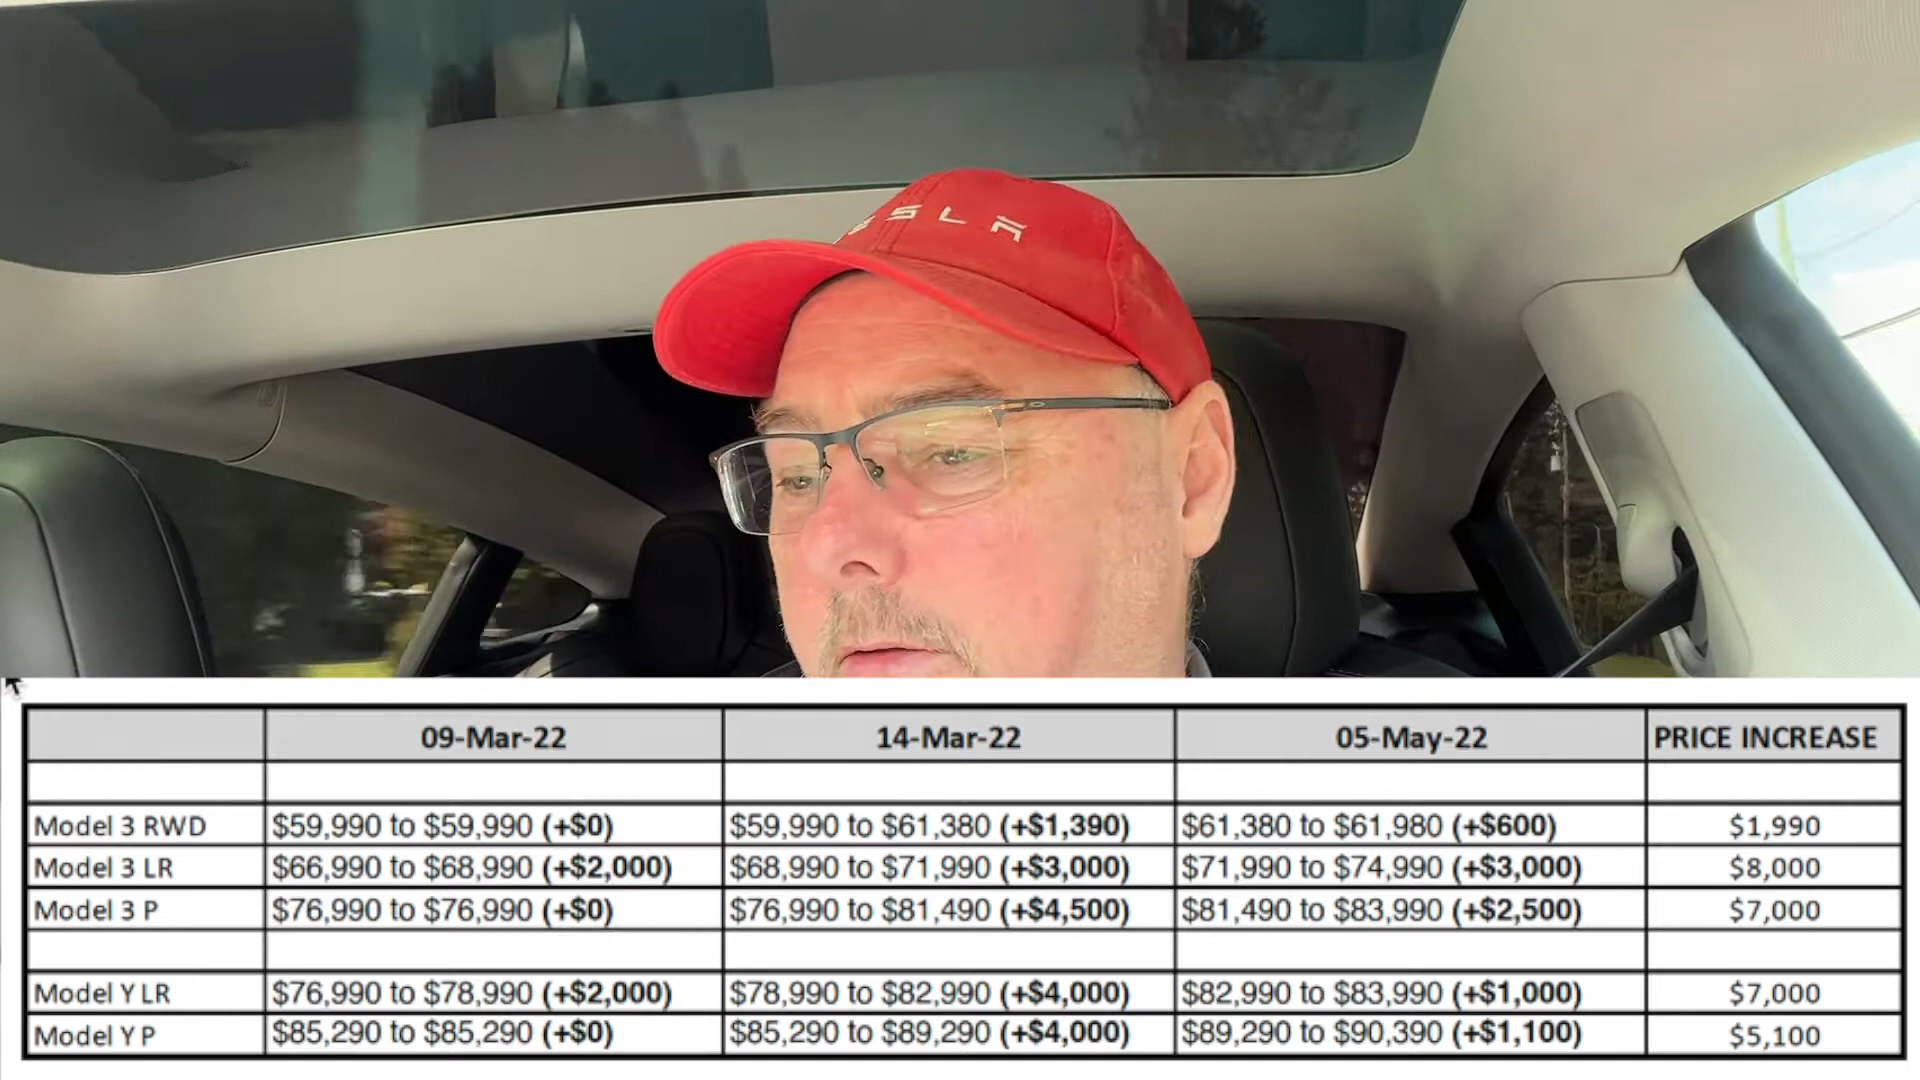 SLA
09-Mar-22 14-Mar-22 05-May-22 PRICE INCREASE
Model 3 RWD $59,990 to $59,990 (+$0) $59,990 to $61,380 (+$1,390) $61,380 to $61,980 (+$600) $1,990
Model 3 LR $66,990 to $68,990 (+$2,000) $68,990 to $71,990 (+$3,000) $71,990 to $74,990 (+$3,000) $8,000
Model 3 P $76,990 to $76,990 (+$0) $76,990 to $81,490 (+$4,500) $81,490 to $83,990 (+$2,500) $7,000
Model Y LR $76,990 to $78,990 (+$2,000) $78,990 to $82,990 (+$4,000) $82,990 to $83,990 (+$1,000) $7,000
Model Y P $85,290 to $85,290 (+$0) $85,290 to $89,290 (+$4,000) $89,290 to $90,390 (+$1,100) $5,100